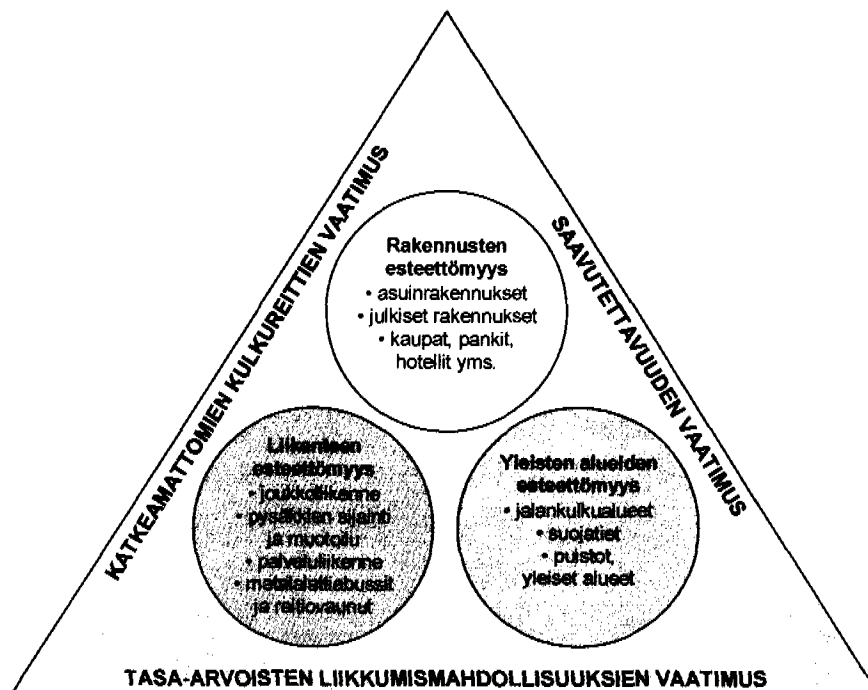 KATKEAMATTOMIEN KULKUREITTIEN VAATIMUS
SAAVUTETTAVUUDEN VAATIMUS
Rakennusten
esteettömyys
• asuinrakennukset
• julkiset rakennukset
• kaupat, pankit,
hotellit yms.
Liikenteen
esteettömyys
• joukkoliikenne
• pysäkkien sijainti
ja muotoilu
• palveluliikenne
• matalalattiabussit
ja raitiovaunut
Yleisten alueiden
esteettömyys
• jalankulkualueet
• suojatiet
• puistot,
yleiset alueet
TASA-ARVOISTEN LIIKKUMISMAHDOLLISUUKSIEN VAATIMUS